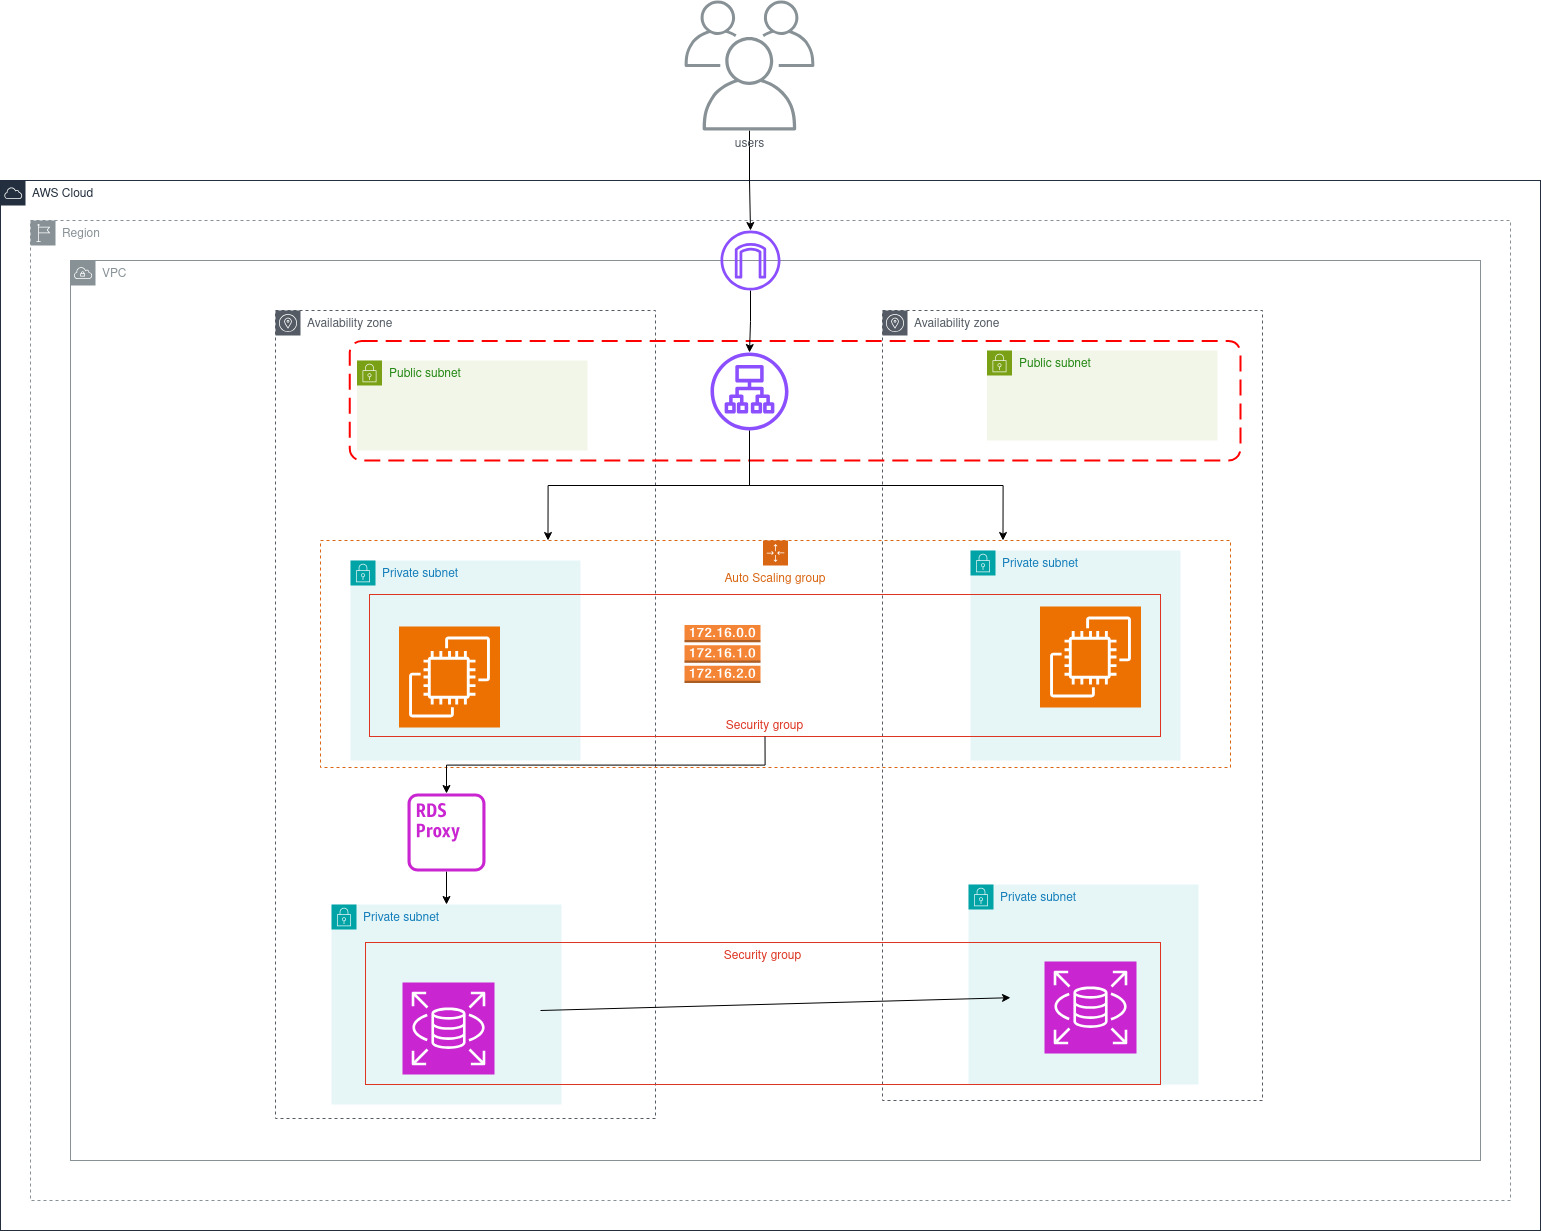 users
AWS Cloud
Region
VPC
Availability zone
Availability zone
Public subnet
Public subnet
Auto Scaling group
Private subnet
Private subnet
172.16.0.0
172.16.1.0
172.16.2.0
Security group
RDS
Proxy
Private subnet
Private subnet
Security group